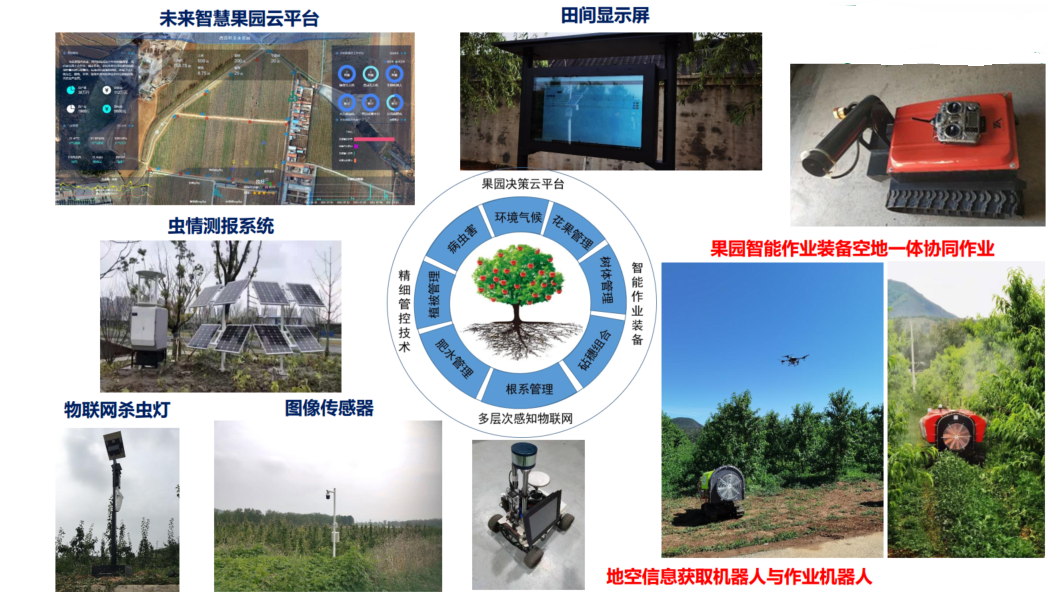 未来智慧果园云平台
田间显示屏
虫情测报系统
果园智能作业装备空地一体协同作业
物联网杀虫灯
图像传感器
果园决策云平台
环境气候
花果管理
树体管理
砧穗组合
根系管理
肥水管理
植被管理
病虫害
精细管控技术
智能作业装备
多层次感知物联网
地空信息获取机器人与作业机器人